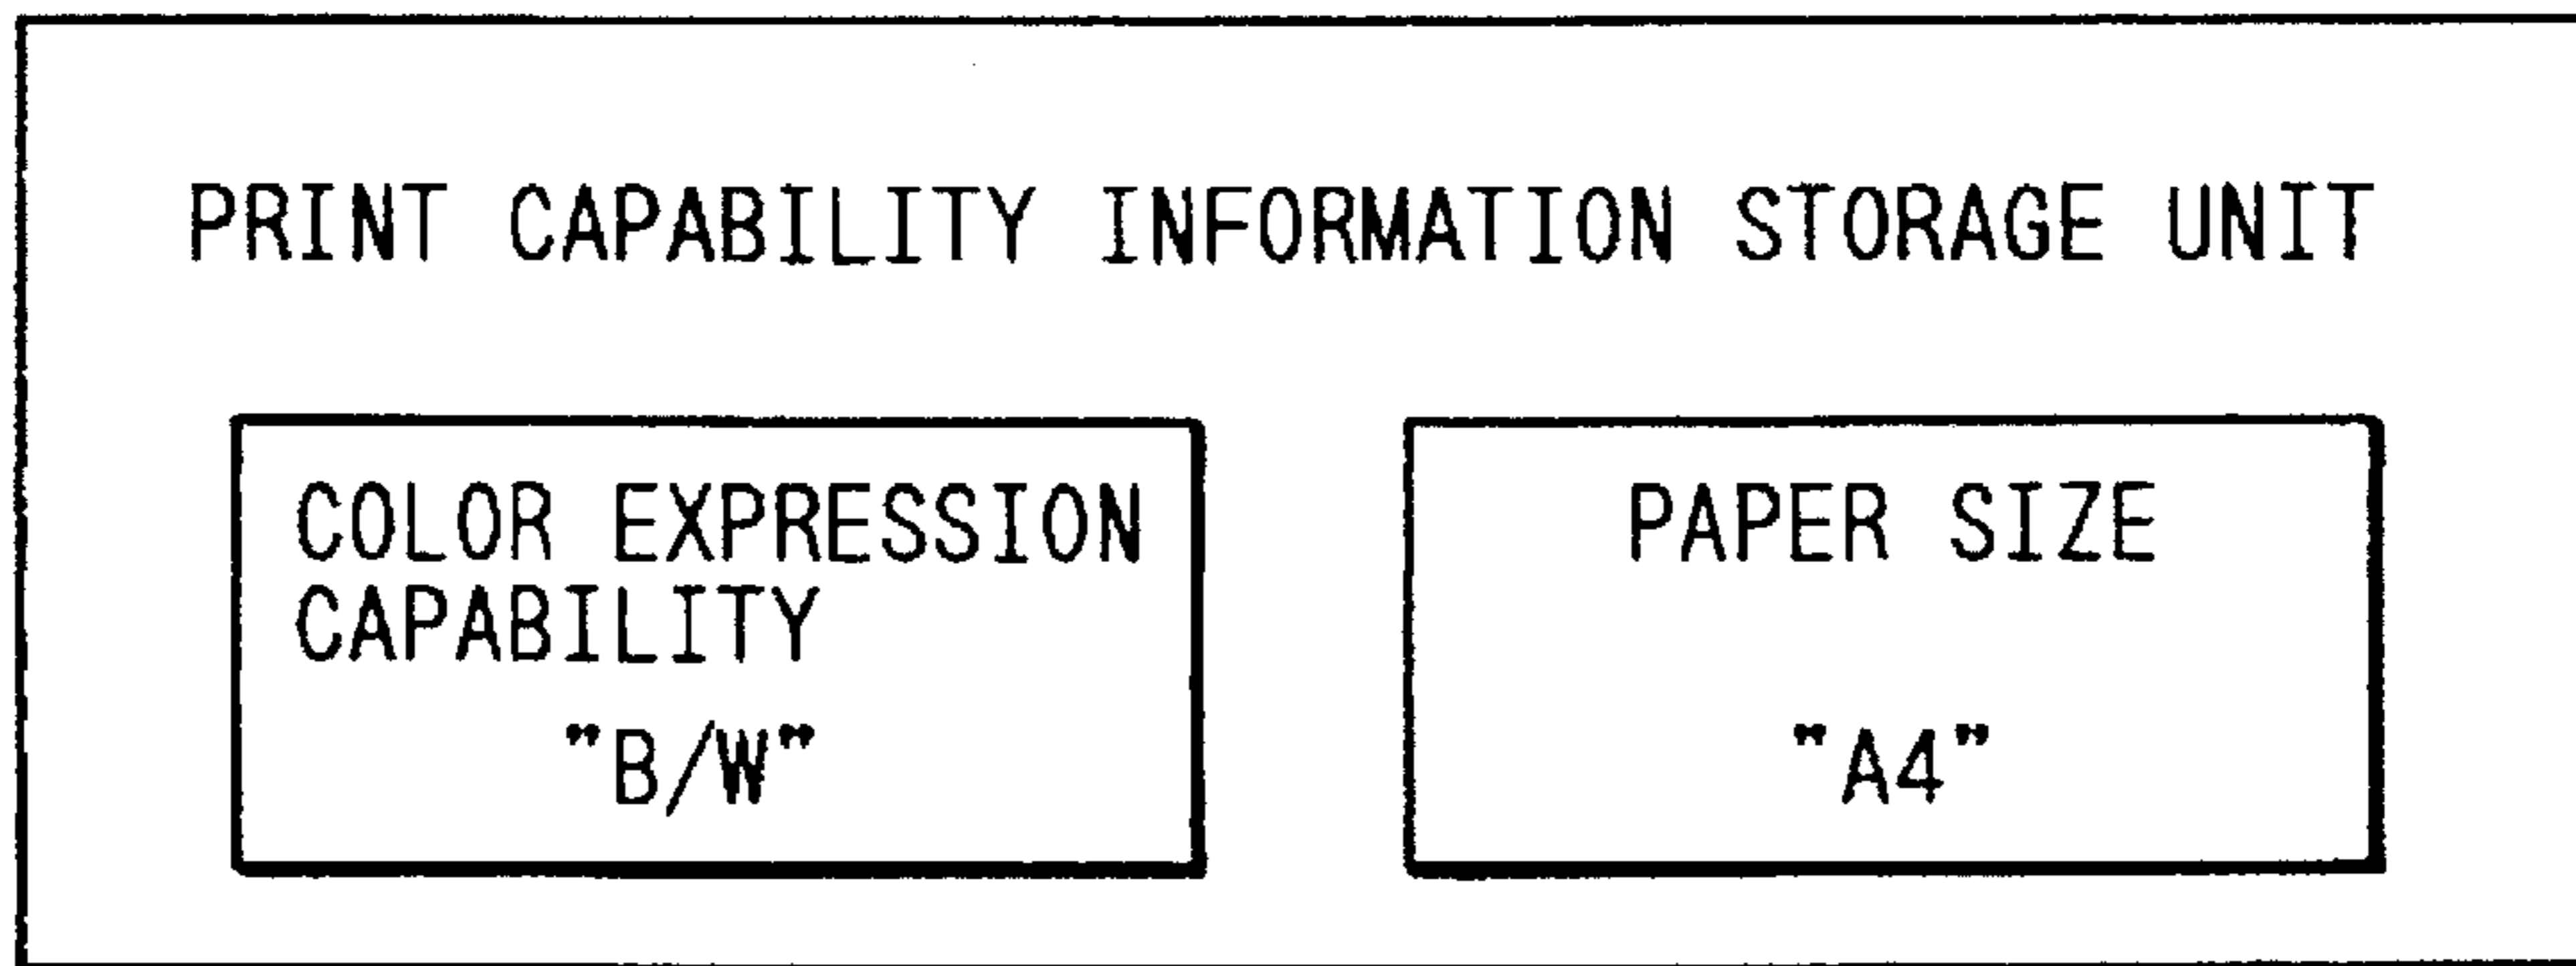 PRINT CAPABILITY INFORMATION STORAGE UNIT
COLOR EXPRESSION
CAPABILITY
"B/W"
PAPER SIZE
"A4"